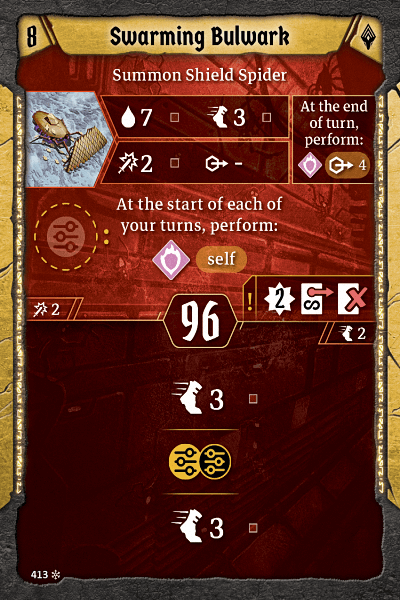 8
Swarming Bulwark
Summon Shield Spider
7
3
2
-
At the end
of turn,
perform:
4
At the start of each of
your turns, perform:
:
self
2
96
!
2
2
3
3
413